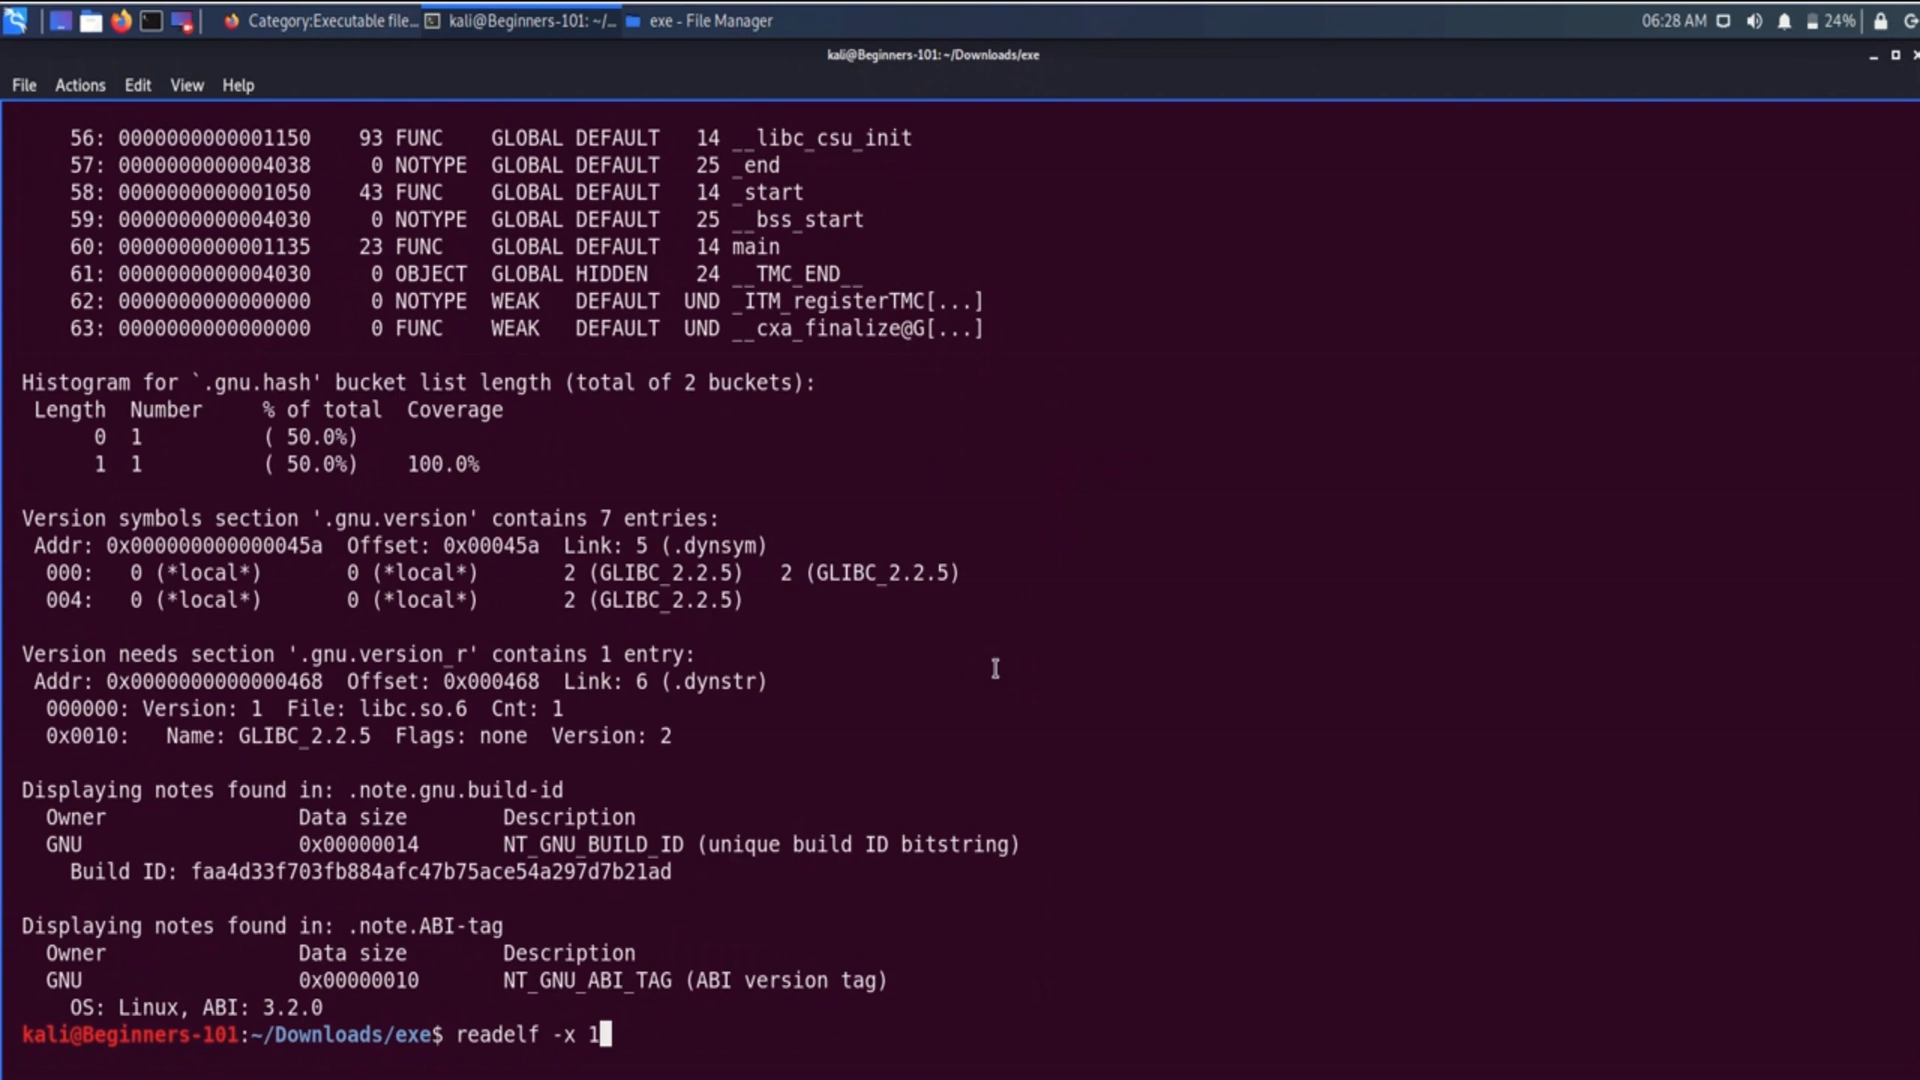 Category:Executable file... kali@Beginners-101: ~/... exe - File Manager 06:28 AM 24%
kali@Beginners-101: ~/Downloads/exe
File Actions Edit View Help
56: 0000000000001150 93 FUNC GLOBAL DEFAULT 14 __libc_csu_init
57: 0000000000004038 0 NOTYPE GLOBAL DEFAULT 25 _end
58: 0000000000001050 43 FUNC GLOBAL DEFAULT 14 _start
59: 0000000000004030 0 NOTYPE GLOBAL DEFAULT 25 __bss_start
60: 0000000000001135 23 FUNC GLOBAL DEFAULT 14 main
61: 0000000000004030 0 OBJECT GLOBAL HIDDEN 24 __TMC_END__
62: 0000000000000000 0 NOTYPE WEAK DEFAULT UND _ITM_registerTMC[...]
63: 0000000000000000 0 FUNC WEAK DEFAULT UND __cxa_finalize@G[...]
Histogram for `.gnu.hash' bucket list length (total of 2 buckets):
Length Number % of total Coverage
0 1 ( 50.0%)
1 1 ( 50.0%) 100.0%
Version symbols section '.gnu.version' contains 7 entries:
Addr: 0x000000000000045a Offset: 0x00045a Link: 5 (.dynsym)
000: 0 (*local*) 0 (*local*) 2 (GLIBC_2.2.5) 2 (GLIBC_2.2.5)
004: 0 (*local*) 0 (*local*) 2 (GLIBC_2.2.5)
Version needs section '.gnu.version_r' contains 1 entry:
Addr: 0x0000000000000468 Offset: 0x000468 Link: 6 (.dynstr)
000000: Version: 1 File: libc.so.6 Cnt: 1
0x0010: Name: GLIBC_2.2.5 Flags: none Version: 2
Displaying notes found in: .note.gnu.build-id
Owner Data size Description
GNU 0x00000014 NT_GNU_BUILD_ID (unique build ID bitstring)
Build ID: faa4d33f703fb884afc47b75ace54a297d7b21ad
Displaying notes found in: .note.ABI-tag
Owner Data size Description
GNU 0x00000010 NT_GNU_ABI_TAG (ABI version tag)
OS: Linux, ABI: 3.2.0
kali@Beginners-101:~/Downloads/exe$ readelf -x 1